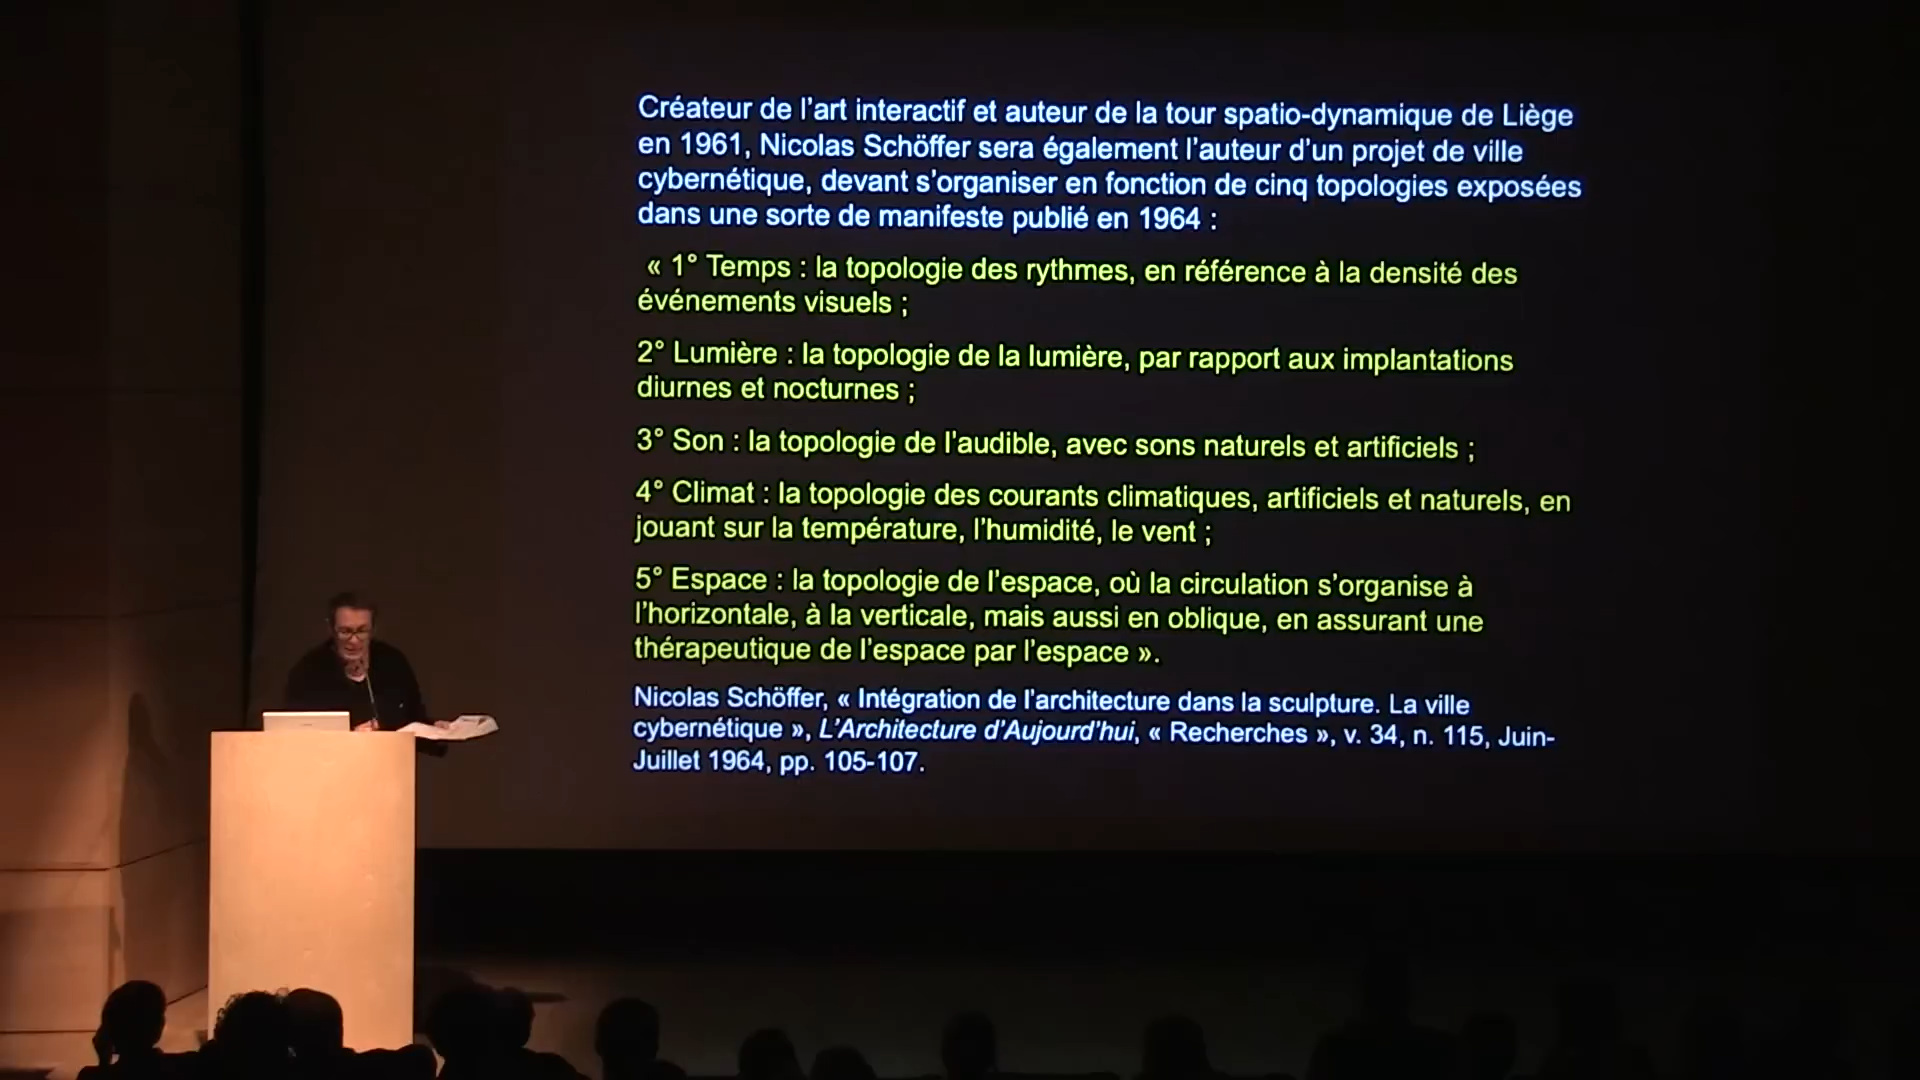 Créateur de l’art interactif et auteur de la tour spatio-dynamique de Liège
en 1961, Nicolas Schöffer sera également l’auteur d’un projet de ville
cybernétique, devant s’organiser en fonction de cinq topologies exposées
dans une sorte de manifeste publié en 1964 :
« 1° Temps : la topologie des rythmes, en référence à la densité des
événements visuels ;
2° Lumière : la topologie de la lumière, par rapport aux implantations
diurnes et nocturnes ;
3° Son : la topologie de l'audible, avec sons naturels et artificiels ;
4° Climat : la topologie des courants climatiques, artificiels et naturels, en
jouant sur la température, l’humidité, le vent ;
5° Espace : la topologie de l'espace, où la circulation s’organise à
l’horizontale, à la verticale, mais aussi en oblique, en assurant une
thérapeutique de l'espace par l’espace ».
Nicolas Schöffer, « Intégration de l’architecture dans la sculpture. La ville
cybernétique », L’Architecture d’Aujourd’hui, « Recherches », v. 34, n. 115, Juin-
Juillet 1964, pp. 105-107.